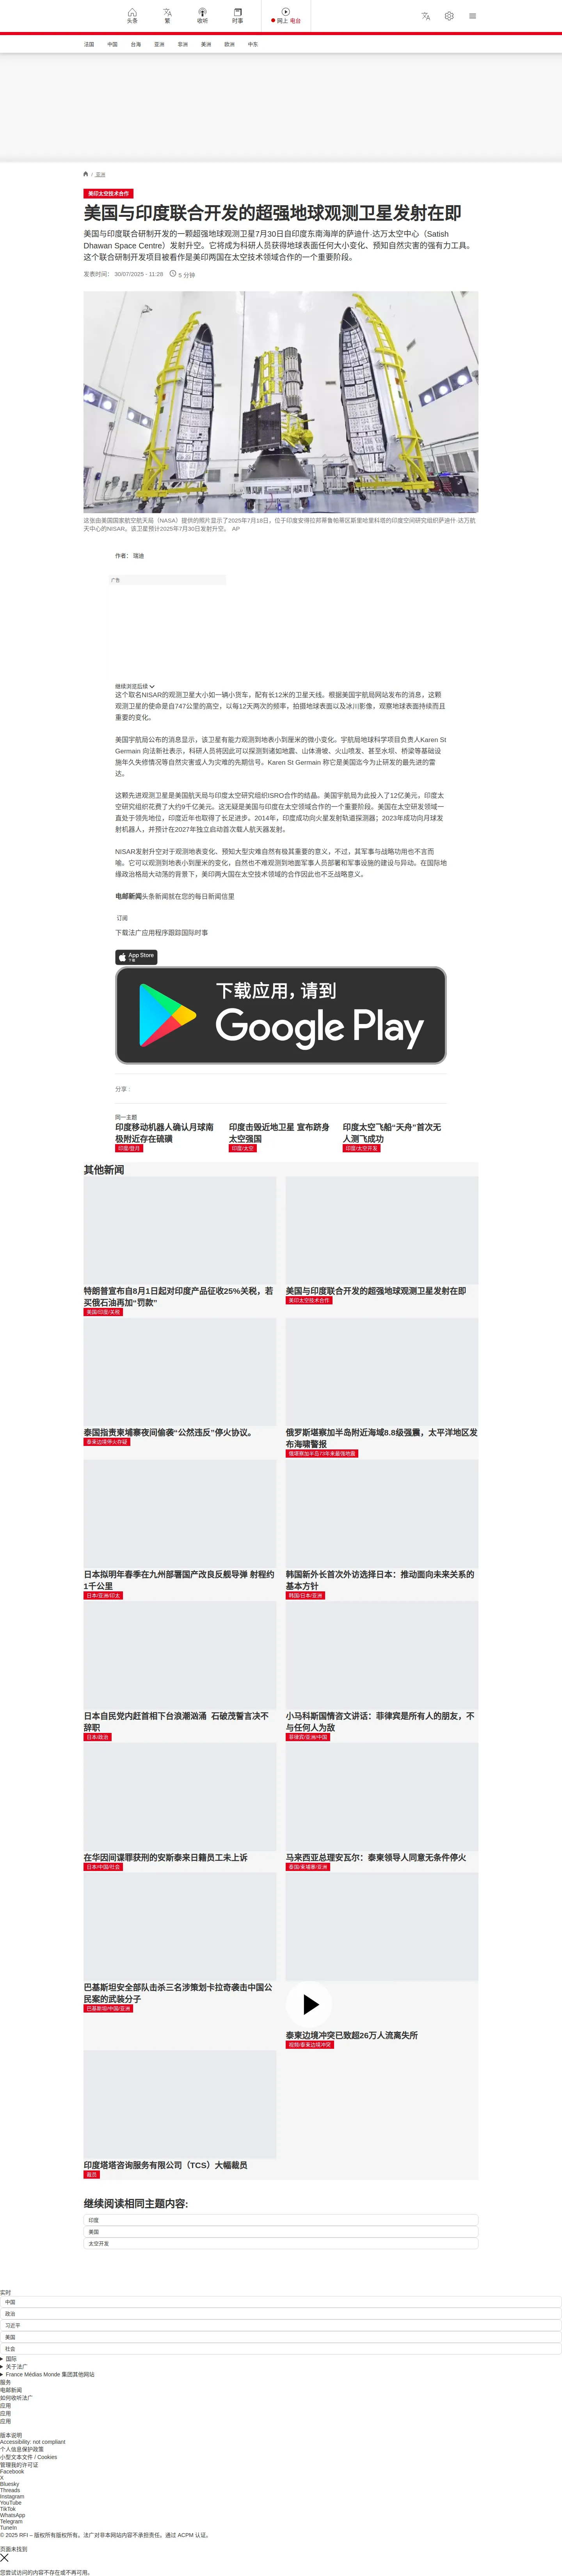 头条
繁
收听
时事
网上 电台
法国 中国 台海 亚洲 非洲 美洲 欧洲 中东
/ 亚洲
美印太空技术合作
美国与印度联合开发的超强地球观测卫星发射在即
美国与印度联合研制开发的一颗超强地球观测卫星7月30日自印度东南海岸的萨迪什·达万太空中心（Satish
Dhawan Space Centre）发射升空。它将成为科研人员获得地球表面任何大小变化、预知自然灾害的强有力工具。
这个联合研制开发项目被看作是美印两国在太空技术领域合作的一个重要阶段。
发表时间： 30/07/2025 - 11:28 5 分钟
这张由美国国家航空航天局（NASA）提供的照片显示了2025年7月18日，位于印度安得拉邦蒂鲁帕蒂区斯里哈里科塔的印度空间研究组织萨迪什·达万航
天中心的NISAR。该卫星预计2025年7月30日发射升空。 AP
作者： 瑞迪
广告
继续浏览后续
这个取名NISAR的观测卫星大小如一辆小货车，配有长12米的卫星天线。根据美国宇航局网站发布的消息，这颗
观测卫星的使命是自747公里的高空，以每12天两次的频率，拍摄地球表面以及冰川影像，观察地球表面持续而且
重要的变化。
美国宇航局公布的消息显示，该卫星有能力观测到地表小到厘米的微小变化。宇航局地球科学项目负责人Karen St
Germain 向法新社表示，科研人员将因此可以探测到诸如地震、山体滑坡、火山喷发、甚至水坝、桥梁等基础设
施年久失修情况等自然灾害或人为灾难的先期信号。Karen St Germain 称它是美国迄今为止研发的最先进的雷
达。
这颗先进观测卫星是美国航天局与印度太空研究组织ISRO合作的结晶。美国宇航局为此投入了12亿美元，印度太
空研究组织花费了大约9千亿美元。这无疑是美国与印度在太空领域合作的一个重要阶段。美国在太空研发领域一
直处于领先地位，印度近年也取得了长足进步。2014年，印度成功向火星发射轨道探测器；2023年成功向月球发
射机器人，并预计在2027年独立启动首次载人航天器发射。
NISAR发射升空对于观测地表变化、预知大型灾难自然有极其重要的意义，不过，其军事与战略功用也不言而
喻。它可以观测到地表小到厘米的变化，自然也不难观测到地面军事人员部署和军事设施的建设与异动。在国际地
缘政治格局大动荡的背景下，美印两大国在太空技术领域的合作因此也不乏战略意义。
电邮新闻头条新闻就在您的每日新闻信里
订阅
下载法广应用程序跟踪国际时事
App Store
下载
下载应用，请到
Google Play
分享 :
同一主题
印度移动机器人确认月球南
极附近存在硫磺
印度/登月
印度击毁近地卫星 宣布跻身
太空强国
印度/太空
印度太空飞船“天舟”首次无
人测飞成功
印度/太空开发
其他新闻
特朗普宣布自8月1日起对印度产品征收25%关税，若
买俄石油再加“罚款”
美国/印度/关税
美国与印度联合开发的超强地球观测卫星发射在即
美印太空技术合作
泰国指责柬埔寨夜间偷袭“公然违反”停火协议。
泰柬边境停火存疑
俄罗斯堪察加半岛附近海域8.8级强震，太平洋地区发
布海啸警报
俄堪察加半岛73年来最强地震
日本拟明年春季在九州部署国产改良反舰导弹 射程约
1千公里
日本/亚洲/印太
韩国新外长首次外访选择日本：推动面向未来关系的
基本方针
韩国/日本/亚洲
日本自民党内赶首相下台浪潮汹涌 石破茂誓言决不
辞职
日本/政治
小马科斯国情咨文讲话：菲律宾是所有人的朋友，不
与任何人为敌
菲律宾/亚洲/中国
在华因间谍罪获刑的安斯泰来日籍员工未上诉
日本/中国/社会
马来西亚总理安瓦尔：泰柬领导人同意无条件停火
泰国/柬埔寨/亚洲
巴基斯坦安全部队击杀三名涉策划卡拉奇袭击中国公
民案的武装分子
巴基斯坦/中国/亚洲
泰柬边境冲突已致超26万人流离失所
视频/泰柬边境冲突
印度塔塔咨询服务有限公司（TCS）大幅裁员
裁员
继续阅读相同主题内容:
印度
美国
太空开发
实时
中国
政治
习近平
美国
社会
国际
关于法广
France Médias Monde 集团其他网站
服务
电邮新闻
如何收听法广
应用
应用
应用
版本说明
Accessibility: not compliant
个人信息保护政策
小型文本文件 / Cookies
管理我的许可证
Facebook
X
Bluesky
Threads
Instagram
YouTube
TikTok
WhatsApp
Telegram
TuneIn
© 2025 RFI – 版权所有版权所有。法广对非本网站内容不承担责任。通过 ACPM 认证。
页面未找到
您尝试访问的内容不存在或不再可用。